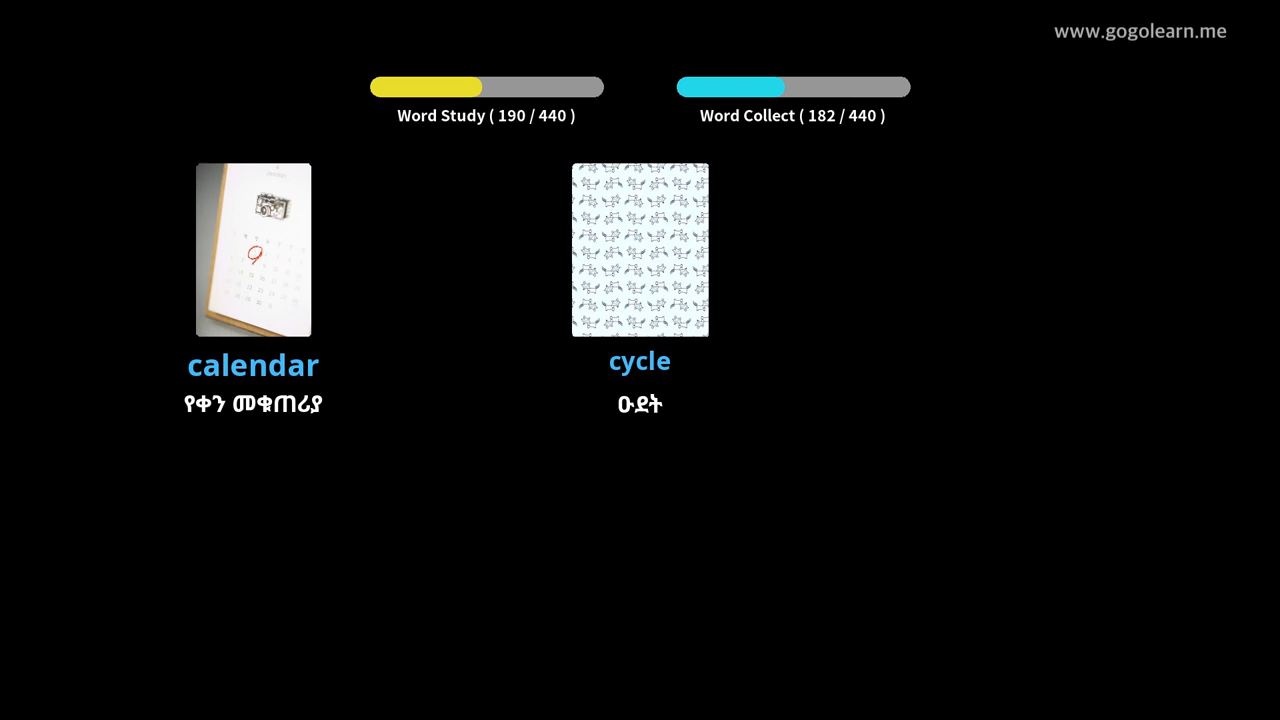 www.gogolearn.me
Word Study ( 190 / 440 )
Word Collect ( 182 / 440 )
calendar
የቀን መቁጠሪያ
cycle
ዑደት